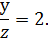 y/z = 2.